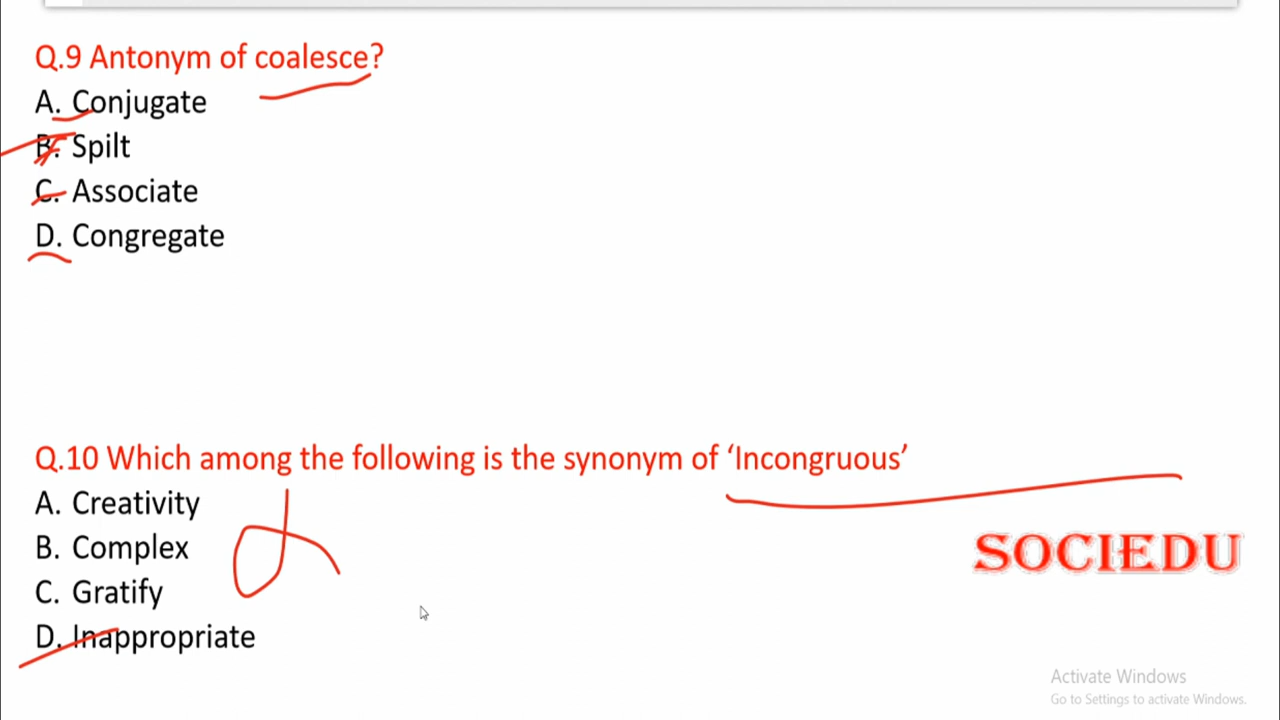 Q.9 Antonym of coalesce?
A. Conjugate
B. Spilt
C. Associate
D. Congregate
Q.10 Which among the following is the synonym of ‘Incongruous’
A. Creativity
B. Complex
C. Gratify
D. Inappropriate
SOCIEDU
Activate Windows
Go to Settings to activate Windows.